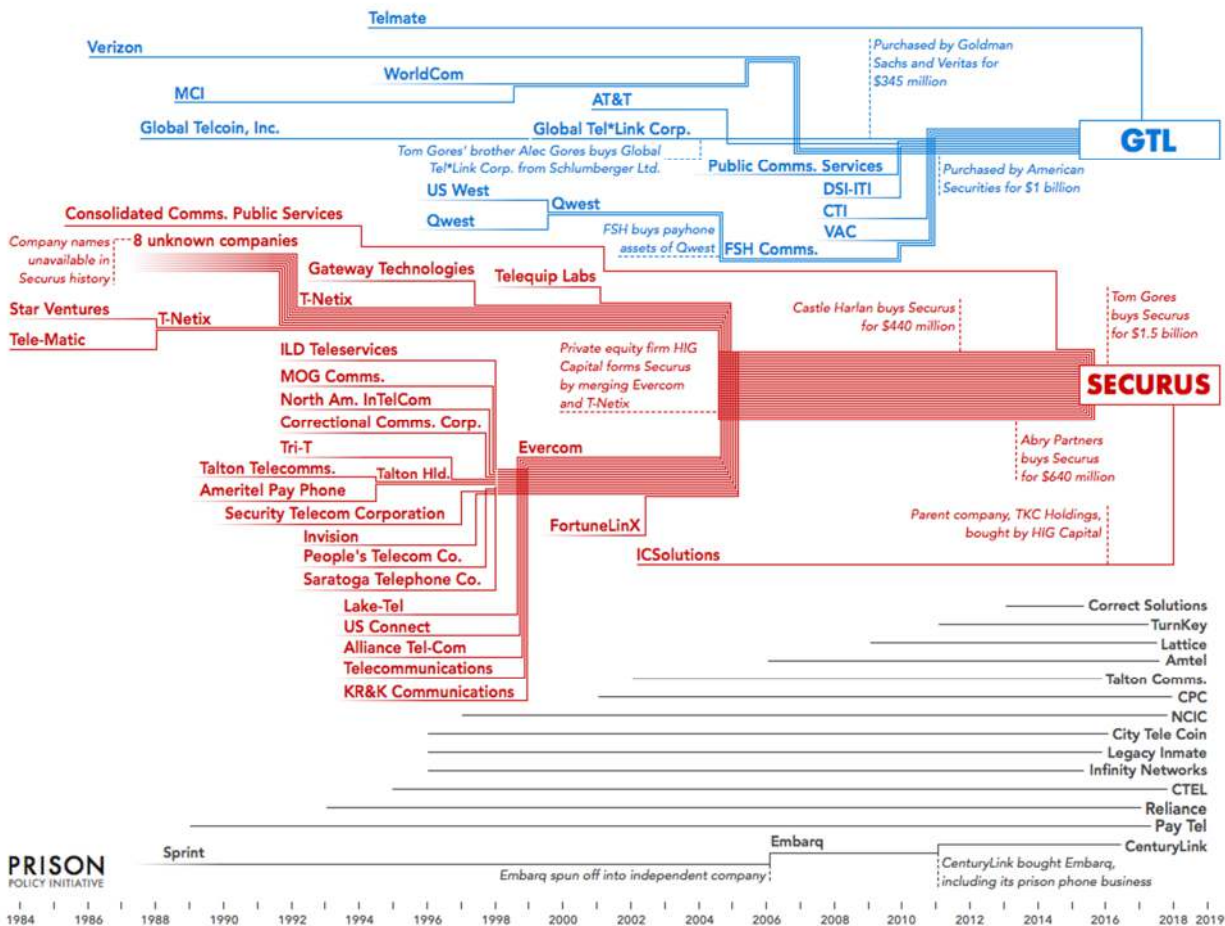 Telmate
Verizon
Purchased by Goldman
Sachs and Veritas for
$345 million
WorldCom
MCI
AT&T
Global Telcoin, Inc.
Global Tel*Link Corp.
GTL
Tom Gores' brother Alec Gores buys Global
Tel*Link Corp. from Schlumberger Ltd.
Public Comms. Services
Purchased by American
Securities for $1 billion
DSI-ITI
US West
Qwest
CTI
Qwest
VAC
FSH buys payhone
assets of Qwest
FSH Comms.
Consolidated Comms. Public Services
Company names
unavailable in
Securus history
8 unknown companies
Gateway Technologies
Telequip Labs
T-Netix
Star Ventures
T-Netix
Tele-Matic
Castle Harlan buys Securus
for $440 million
Tom Gores
buys Securus
for $1.5 billion
Private equity firm HIG
Capital forms Securus
by merging Evercom
and T-Netix
SECURUS
ILD Teleservices
MOG Comms.
North Am. InTelCom
Correctional Comms. Corp.
Tri-T
Evercom
Talton Telecomms.
Talton Hld.
Ameritel Pay Phone
Abry Partners
buys Securus
for $640 million
Security Telecom Corporation
FortuneLinX
Invision
Parent company, TKC Holdings,
bought by HIG Capital
People's Telecom Co.
ICSolutions
Saratoga Telephone Co.
Lake-Tel
US Connect
Alliance Tel-Com
Telecommunications
KR&K Communications
Correct Solutions
TurnKey
Lattice
Amtel
Talton Comms.
CPC
NCIC
City Tele Coin
Legacy Inmate
Infinity Networks
CTEL
Reliance
Pay Tel
Sprint
Embarq
CenturyLink
Embarq spun off into independent company
CenturyLink bought Embarq,
including its prison phone business
PRISON
POLICY INITIATIVE
1984 1986 1988 1990 1992 1994 1996 1998 2000 2002 2004 2006 2008 2010 2012 2014 2016 2018 2019